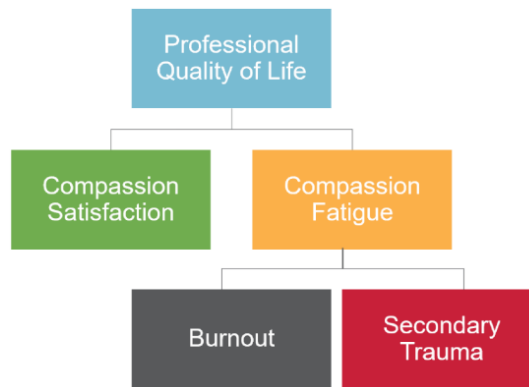 Professional
Quality of Life
Compassion
Satisfaction
Compassion
Fatigue
Burnout
Secondary
Trauma